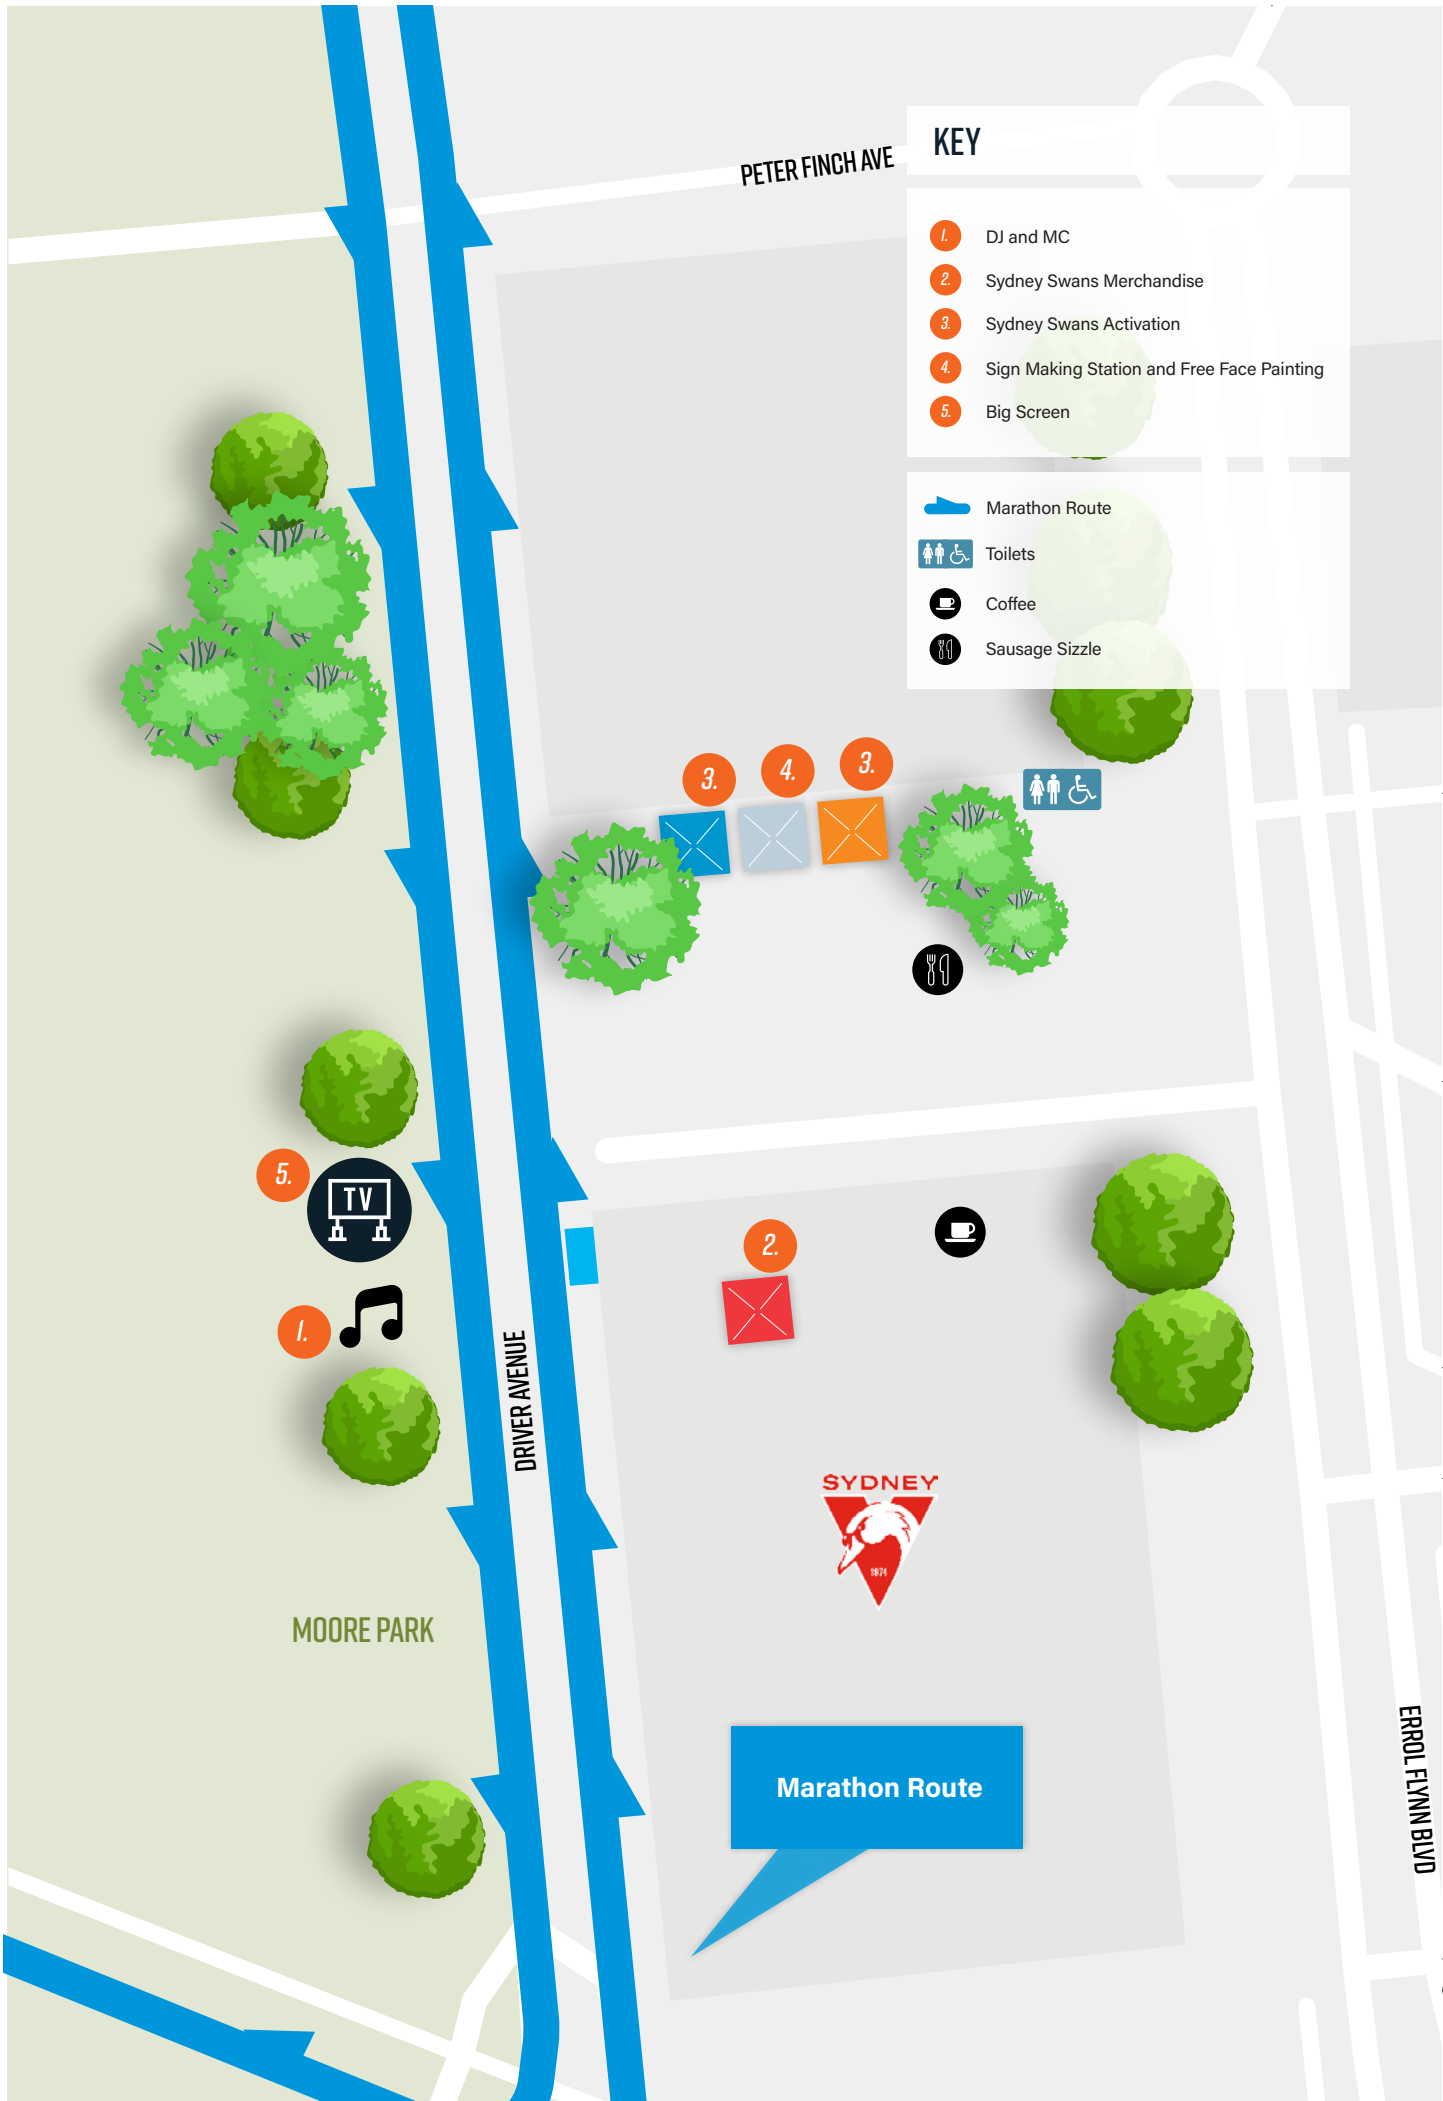 PETER FINCH AVE
KEY
1. DJ and MC
2. Sydney Swans Merchandise
3. Sydney Swans Activation
4. Sign Making Station and Free Face Painting
5. Big Screen
Marathon Route
Toilets
Coffee
Sausage Sizzle
3.
4.
3.
5.
TV
2.
1.
DRIVER AVENUE
SYDNEY
1874
MOORE PARK
Marathon Route
ERROL FLYNN BLVD